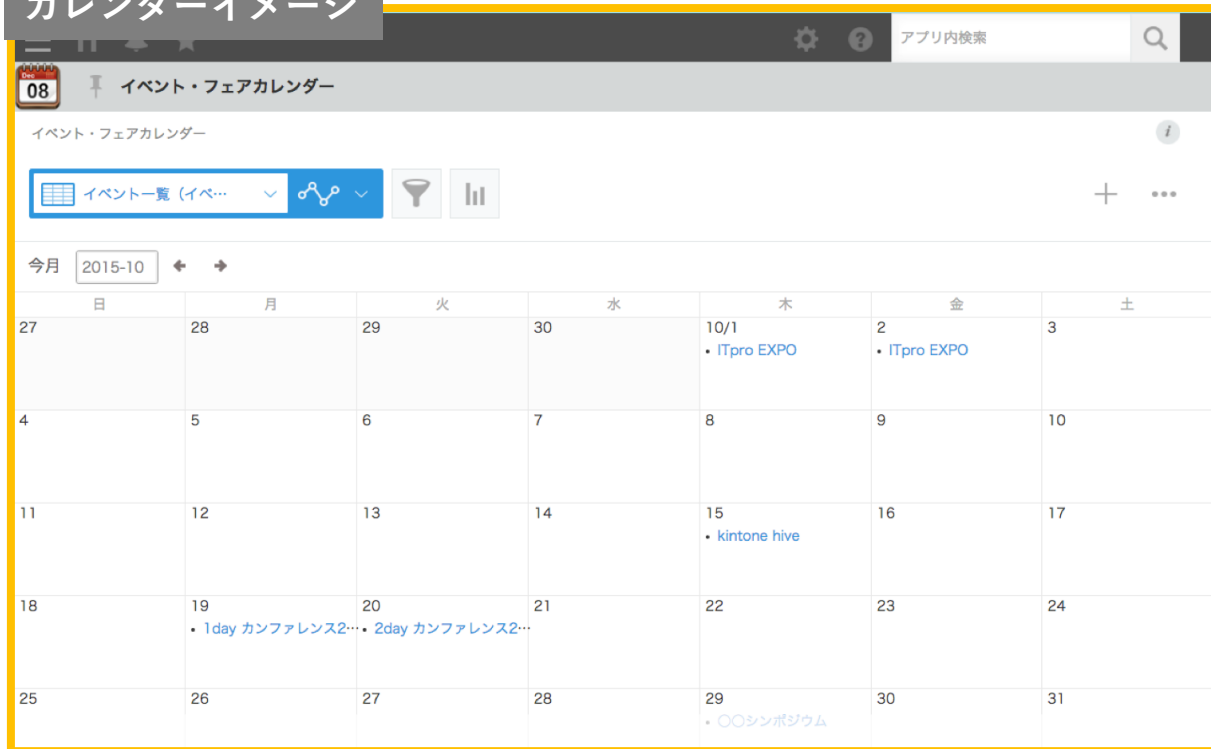 カレンダーイメージ
アプリ内検索
Dec
08
イベント・フェアカレンダー
イベント・フェアカレンダー
イベント一覧（イベ…
今月 2015-10
日 月 火 水 木 金 土
27 28 29 30 10/1 2 3
• ITpro EXPO • ITpro EXPO
4 5 6 7 8 9 10
11 12 13 14 15 16 17
• kintone hive
18 19 20 21 22 23 24
• 1day カンファレンス2… • 2day カンファレンス2…
25 26 27 28 29 30 31
• 〇〇シンポジウム